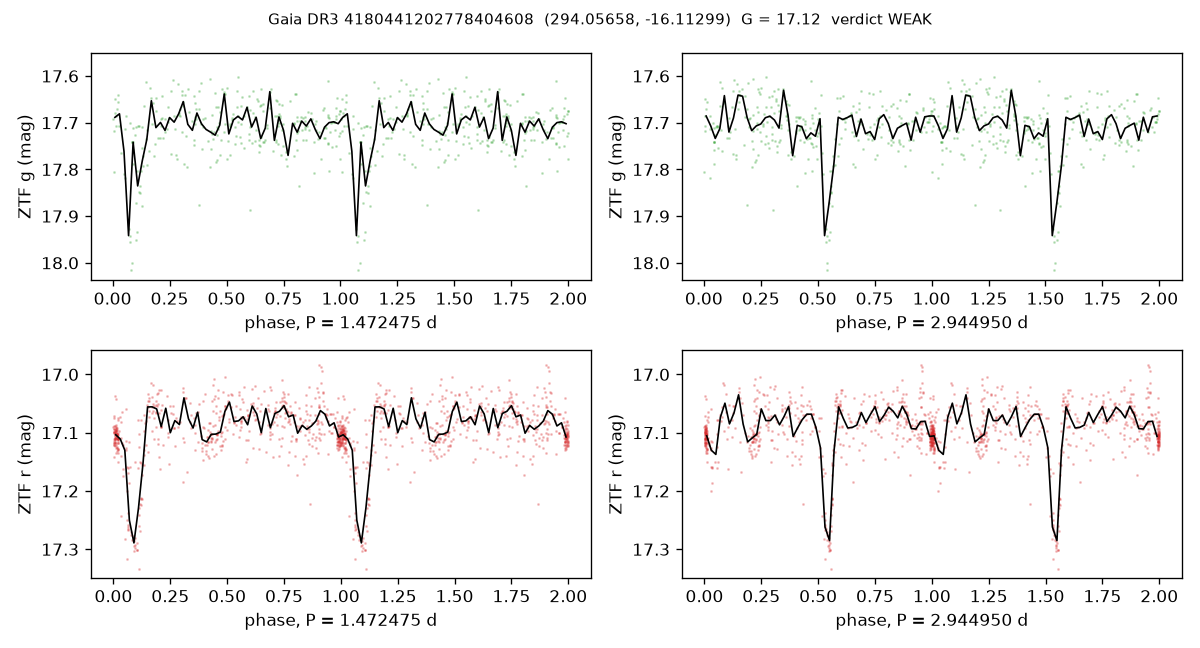 Gaia DR3 4180441202778404608  (294.05658, -16.11299)  G = 17.12  verdict WEAK
ZTF g (mag)
17.6
17.7
17.8
17.9
18.0
0.00 0.25 0.50 0.75 1.00 1.25 1.50 1.75 2.00
phase, P = 1.472475 d
ZTF g (mag)
17.6
17.7
17.8
17.9
18.0
0.00 0.25 0.50 0.75 1.00 1.25 1.50 1.75 2.00
phase, P = 2.944950 d
ZTF r (mag)
17.0
17.1
17.2
17.3
0.00 0.25 0.50 0.75 1.00 1.25 1.50 1.75 2.00
phase, P = 1.472475 d
ZTF r (mag)
17.0
17.1
17.2
17.3
0.00 0.25 0.50 0.75 1.00 1.25 1.50 1.75 2.00
phase, P = 2.944950 d